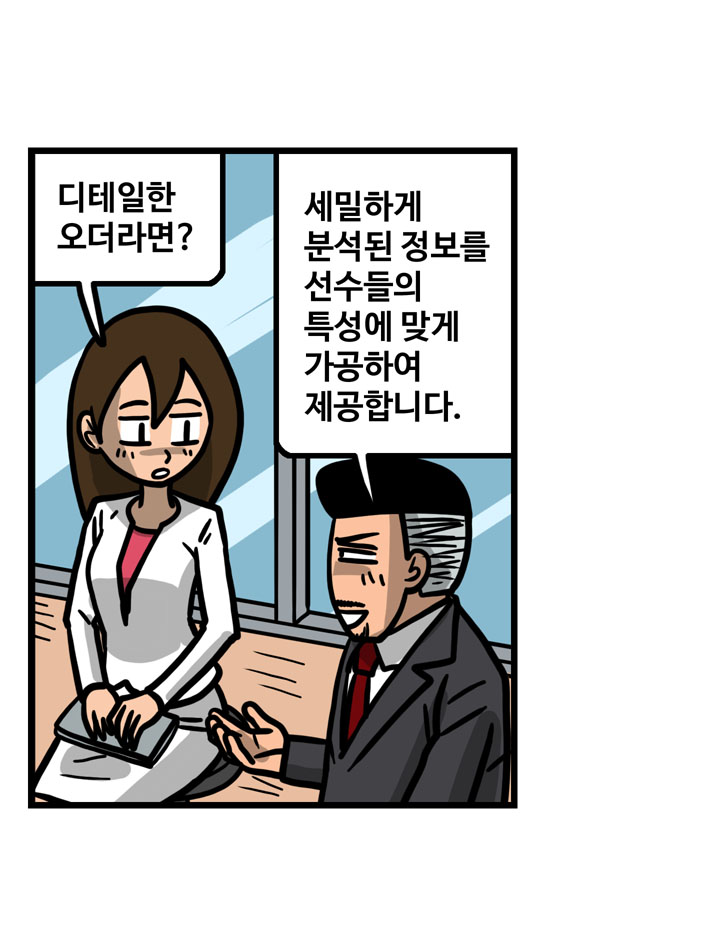 디테일한
오더라면?
세밀하게
분석된 정보를
선수들의
특성에 맞게
가공하여
제공합니다.